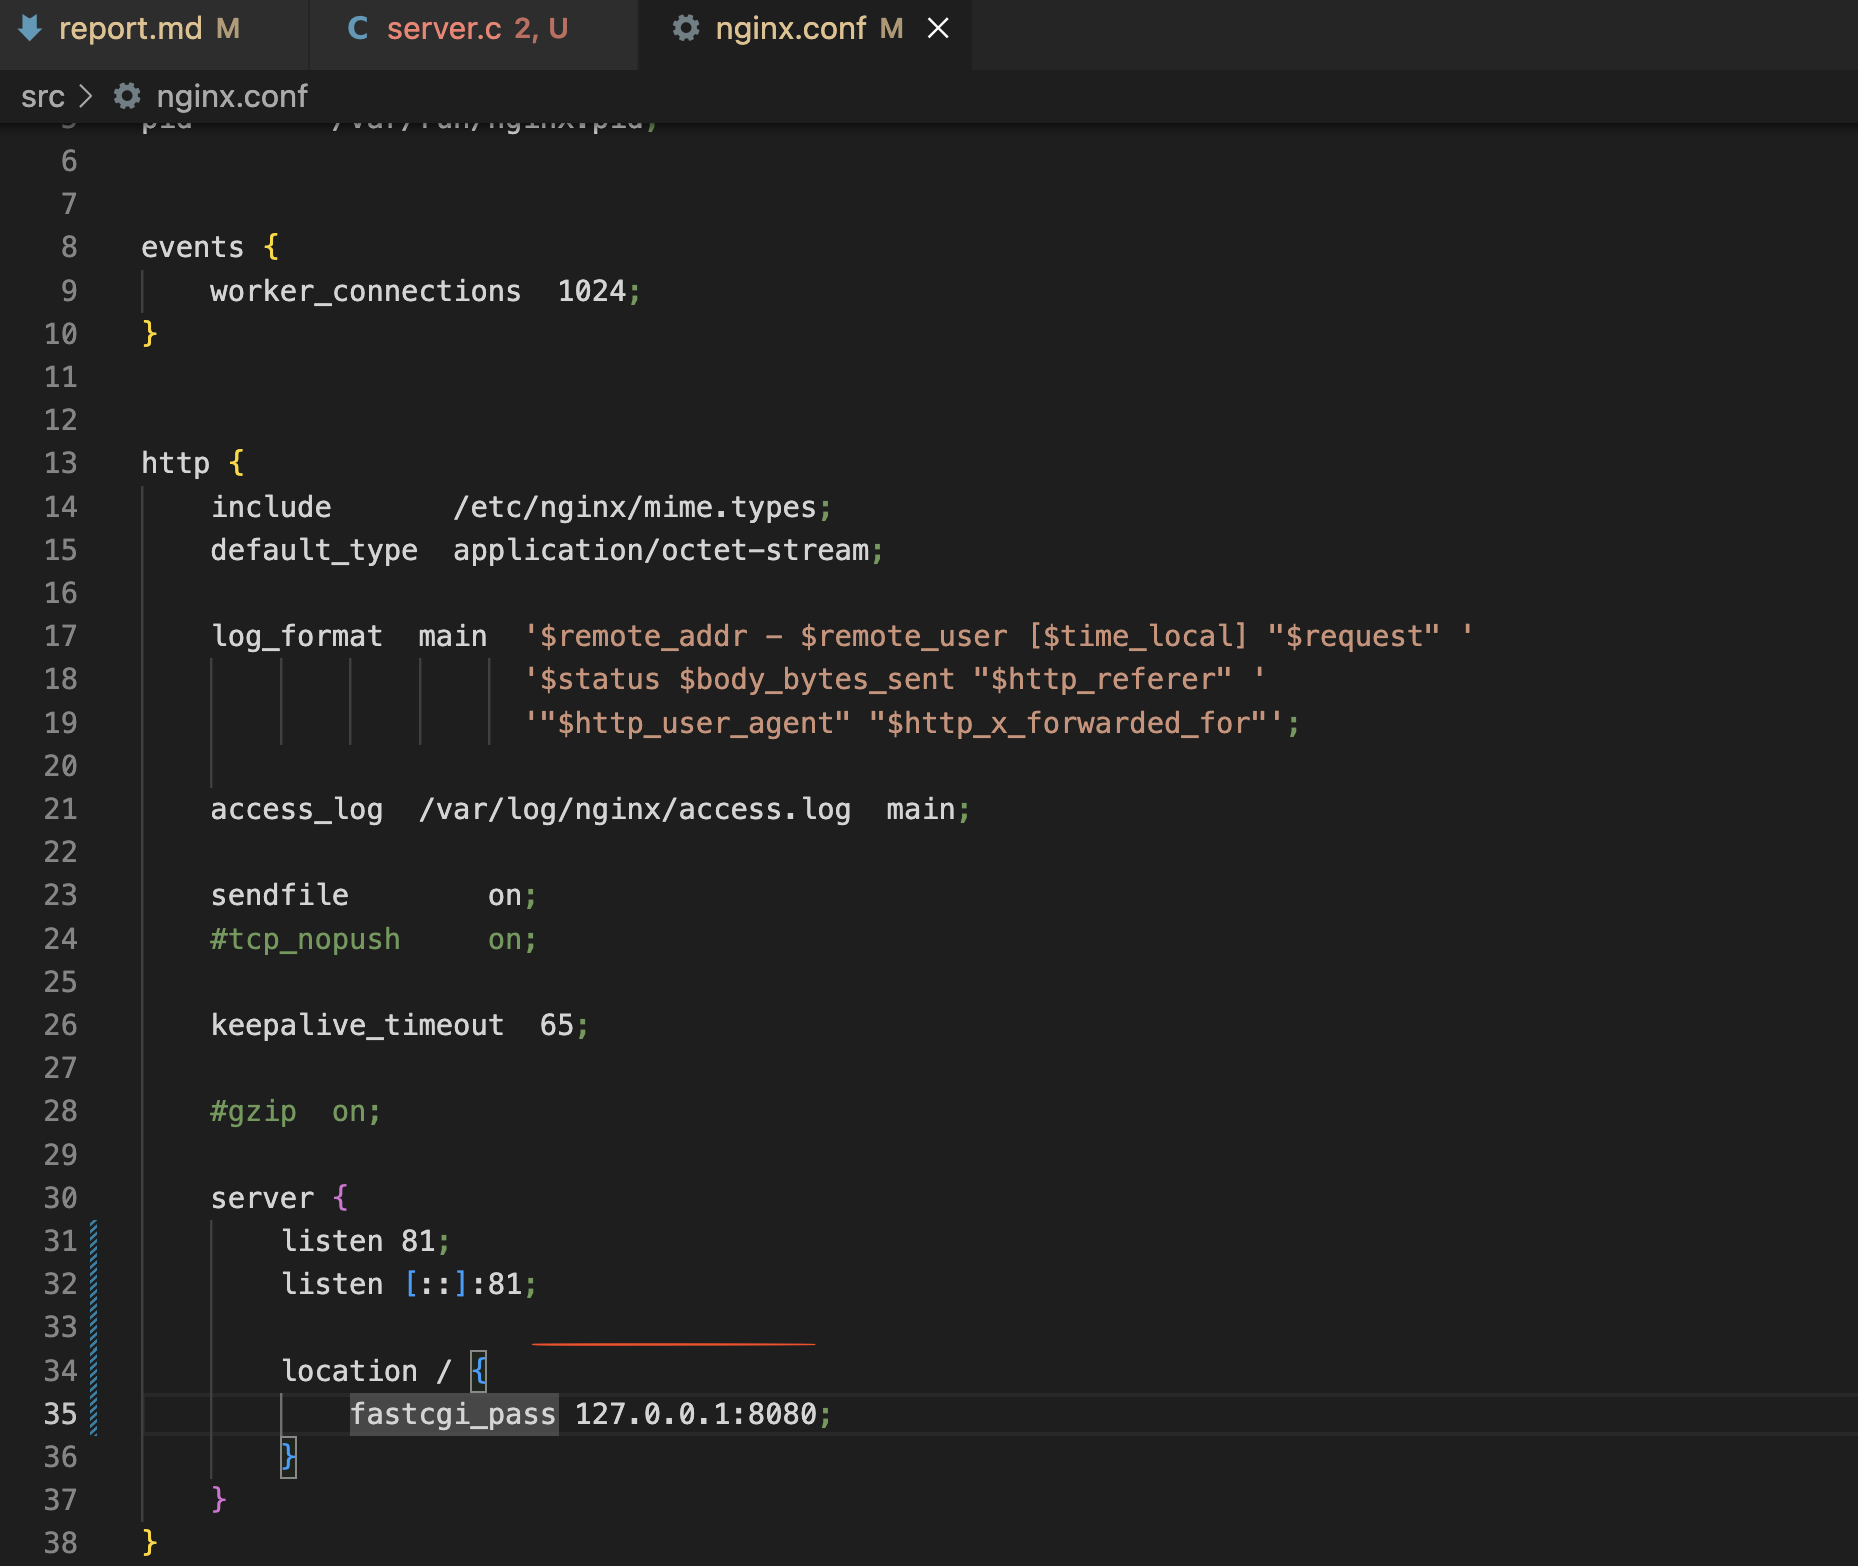 report.md M
C server.c 2, U
nginx.conf M
src > nginx.conf
5 pid /var/run/nginx.pid;
6
7
8 events {
9 worker_connections  1024;
10 }
11
12
13 http {
14 include       /etc/nginx/mime.types;
15 default_type  application/octet-stream;
16
17 log_format  main  '$remote_addr - $remote_user [$time_local] "$request" '
18 '$status $body_bytes_sent "$http_referer" '
19 '"$http_user_agent" "$http_x_forwarded_for"';
20
21 access_log  /var/log/nginx/access.log  main;
22
23 sendfile        on;
24 #tcp_nopush     on;
25
26 keepalive_timeout  65;
27
28 #gzip  on;
29
30 server {
31 listen 81;
32 listen [::]:81;
33
34 location / {
35 fastcgi_pass 127.0.0.1:8080;
36 }
37 }
38 }